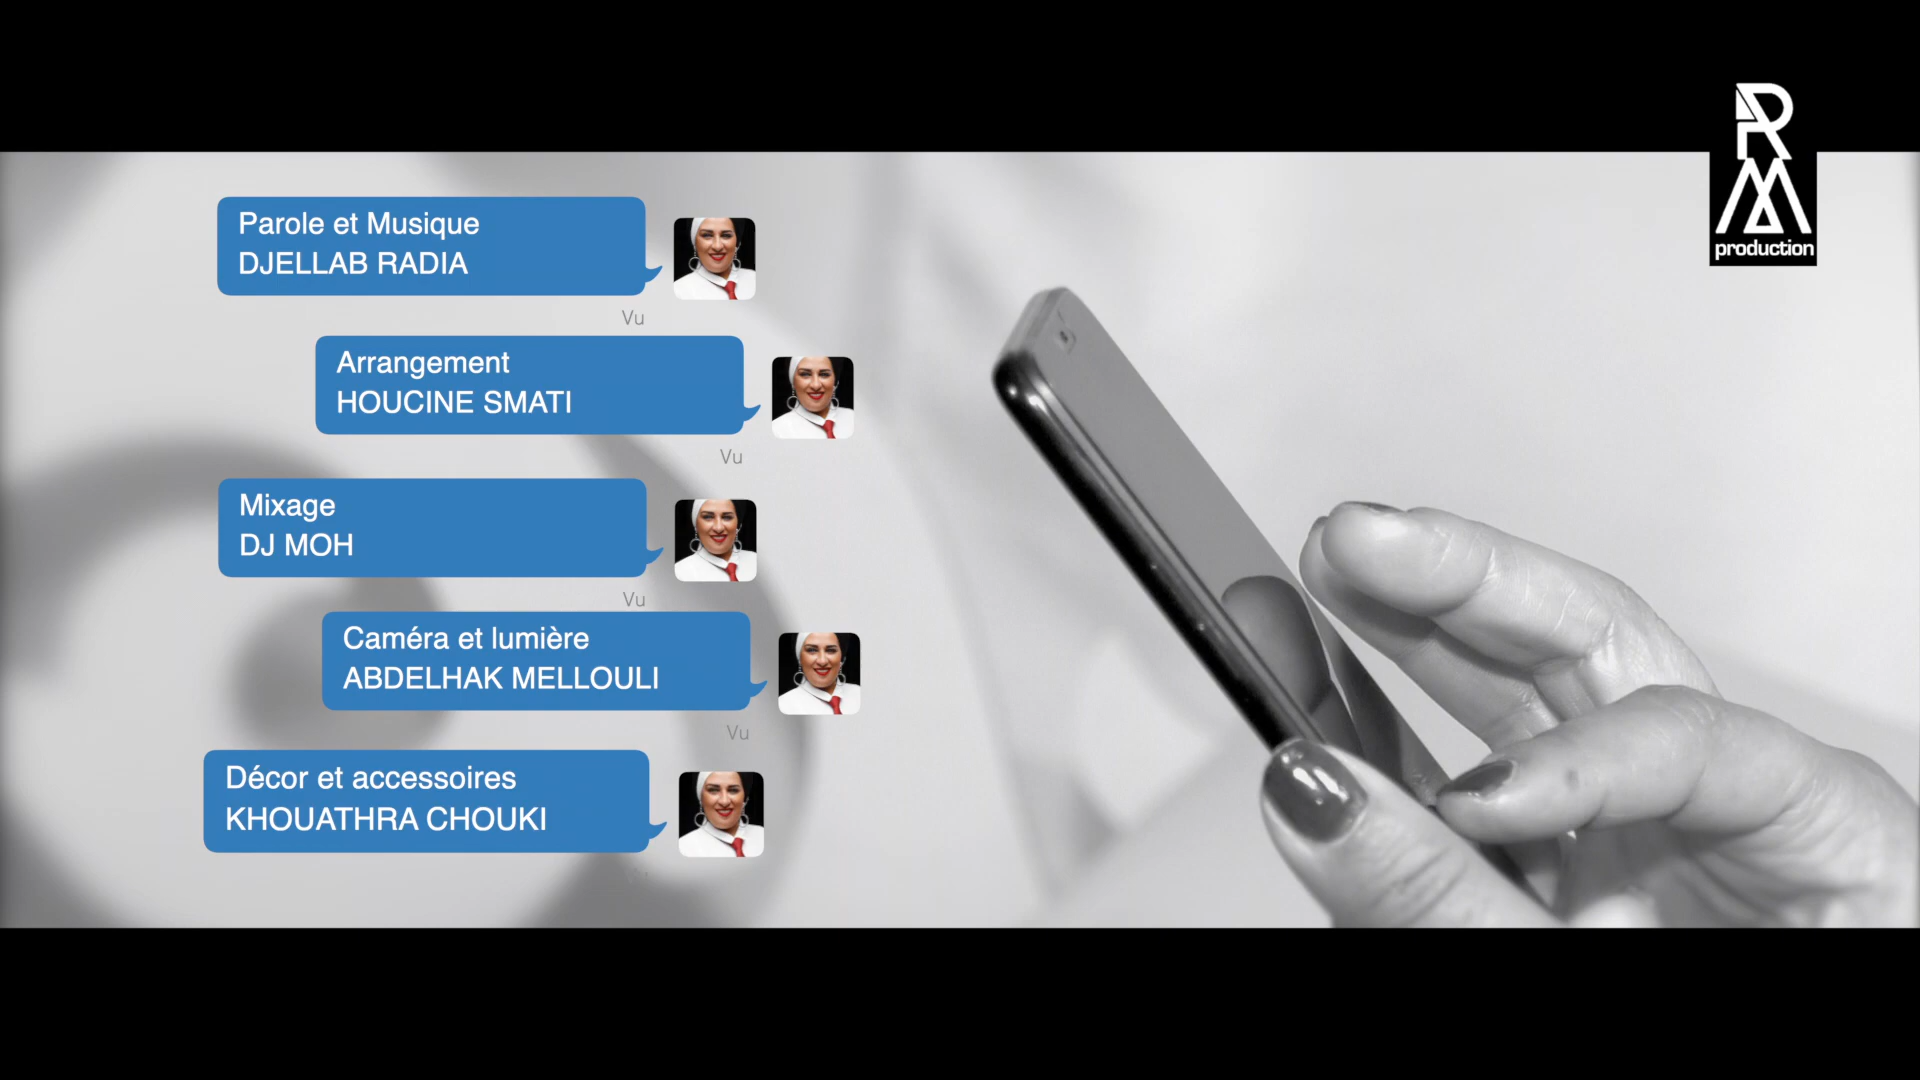 Parole et Musique
DJELLAB RADIA
Vu
Arrangement
HOUCINE SMATI
Vu
Mixage
DJ MOH
Vu
Caméra et lumière
ABDELHAK MELLOULI
Vu
Décor et accessoires
KHOUATHRA CHOUKI
RM
production